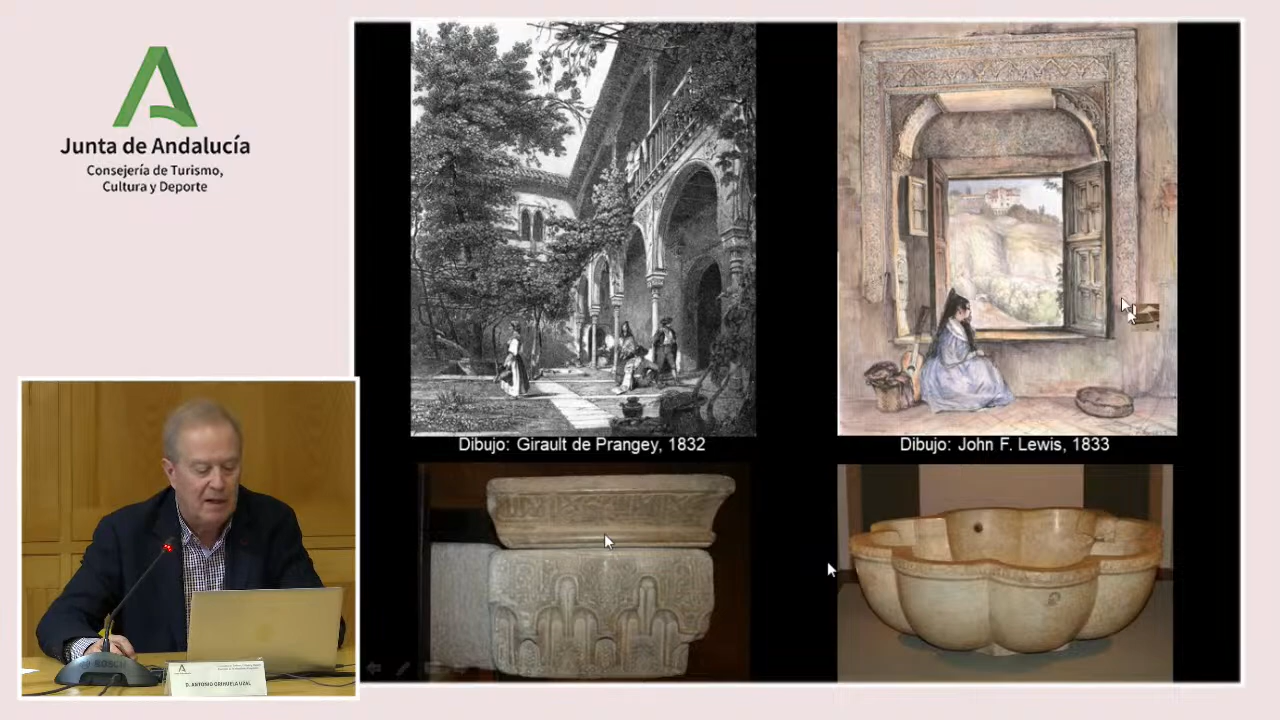 Junta de Andalucía
Consejería de Turismo,
Cultura y Deporte
Dibujo: Girault de Prangey, 1832
Dibujo: John F. Lewis, 1833
BOSCH
D. ANTONIO ORIHUELA UZAL